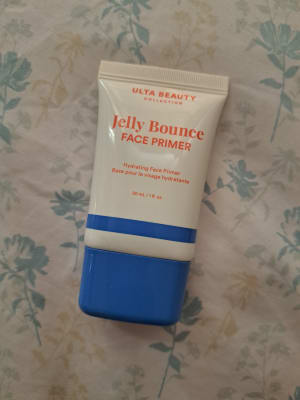 ULTA BEAUTY
COLLECTION
Jelly Bounce
FACE PRIMER
Hydrating Face Primer
Base pour le visage hydratante
30 mL / 1 fl oz